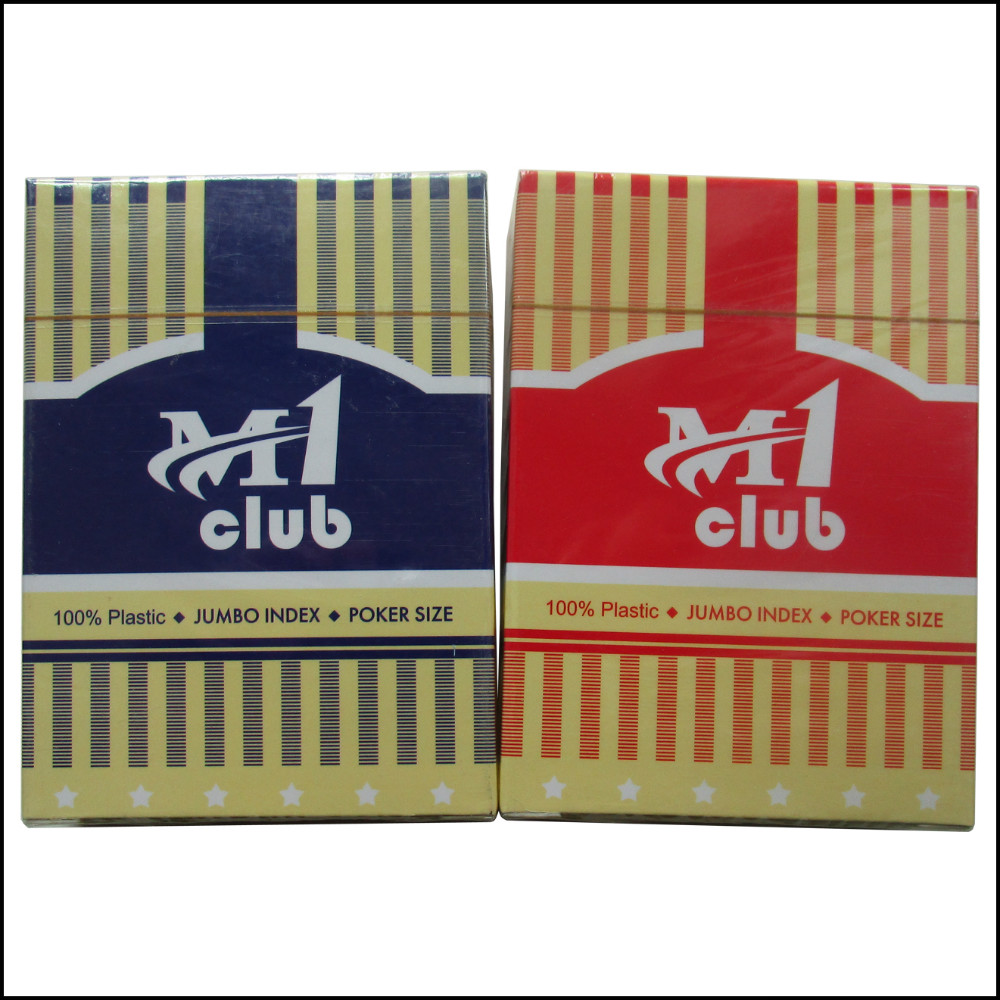 M1
club
100% Plastic ◆ JUMBO INDEX ◆ POKER SIZE
M1
club
100% Plastic ◆ JUMBO INDEX ◆ POKER SIZE